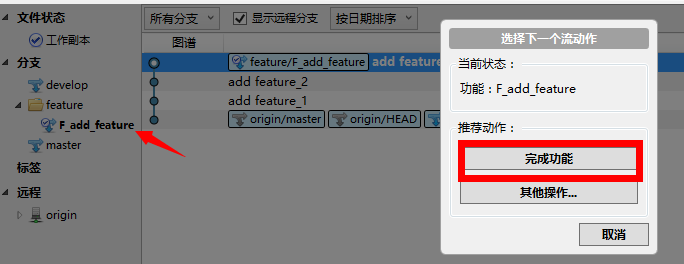 文件状态
工作副本
分支
develop
feature
F_add_feature
master
标签
远程
origin
所有分支
显示远程分支
按日期排序
图谱
feature/F_add_feature add feature
add feature_2
add feature_1
origin/master origin/HEAD
选择下一个流动作
当前状态:
功能:F_add_feature
推荐动作:
完成功能
其他操作...
取消